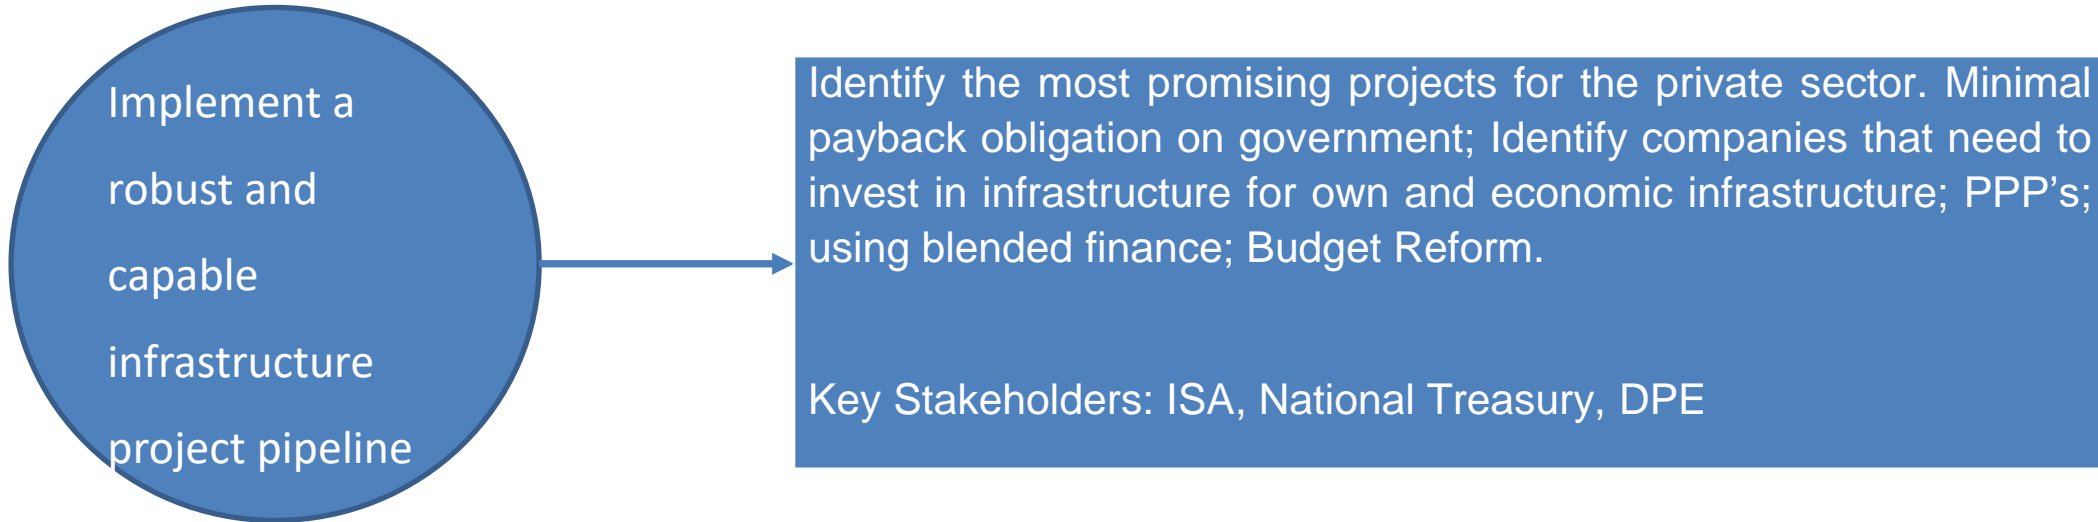 Implement a
robust and
capable
infrastructure
project pipeline
Identify the most promising projects for the private sector. Minimal
payback obligation on government; Identify companies that need to
invest in infrastructure for own and economic infrastructure; PPP’s;
using blended finance; Budget Reform.
Key Stakeholders: ISA, National Treasury, DPE